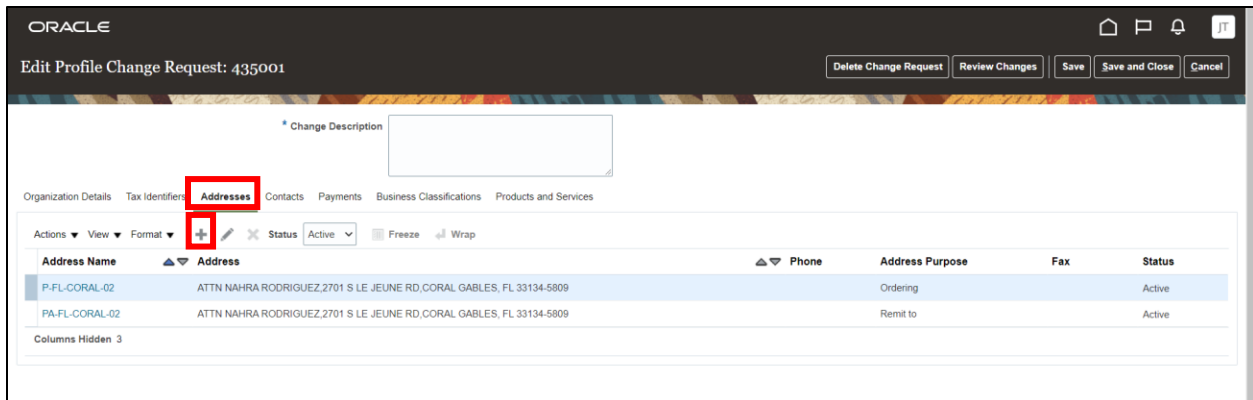 ORACLE
JT
Edit Profile Change Request: 435001
Delete Change Request Review Changes Save Save and Close Cancel
* Change Description
Organization Details Tax Identifiers Addresses Contacts Payments Business Classifications Products and Services
Actions View Format Status Active Freeze Wrap
Address Name Address Phone Address Purpose Fax Status
P-FL-CORAL-02 ATTN NAHRA RODRIGUEZ,2701 S LE JEUNE RD,CORAL GABLES, FL 33134-5809 Ordering Active
PA-FL-CORAL-02 ATTN NAHRA RODRIGUEZ,2701 S LE JEUNE RD,CORAL GABLES, FL 33134-5809 Remit to Active
Columns Hidden 3